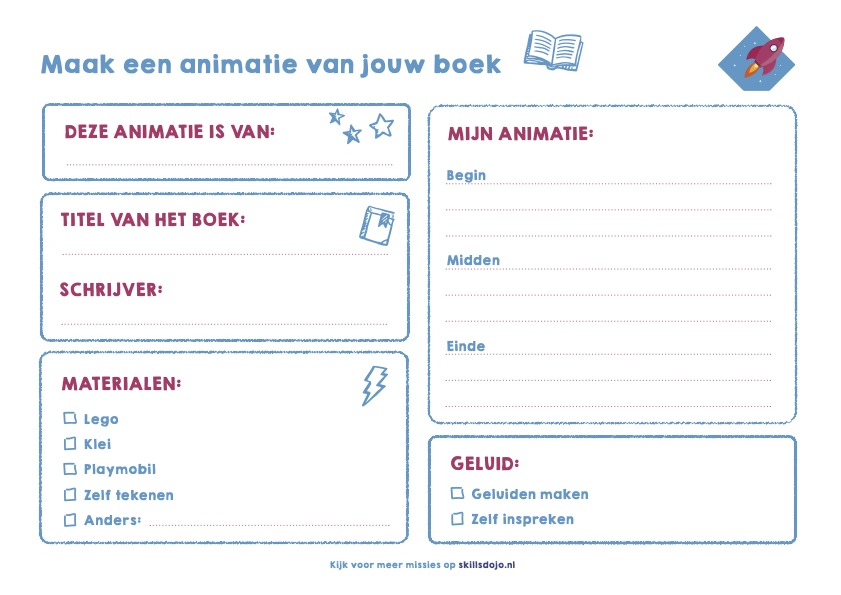 Maak een animatie van jouw boek
DEZE ANIMATIE IS VAN:
TITEL VAN HET BOEK:
SCHRIJVER:
MATERIALEN:
Lego
Klei
Playmobil
Zelf tekenen
Anders:
MIJN ANIMATIE:
Begin
Midden
Einde
GELUID:
Geluiden maken
Zelf inspreken
Kijk voor meer missies op skillsdojo.nl